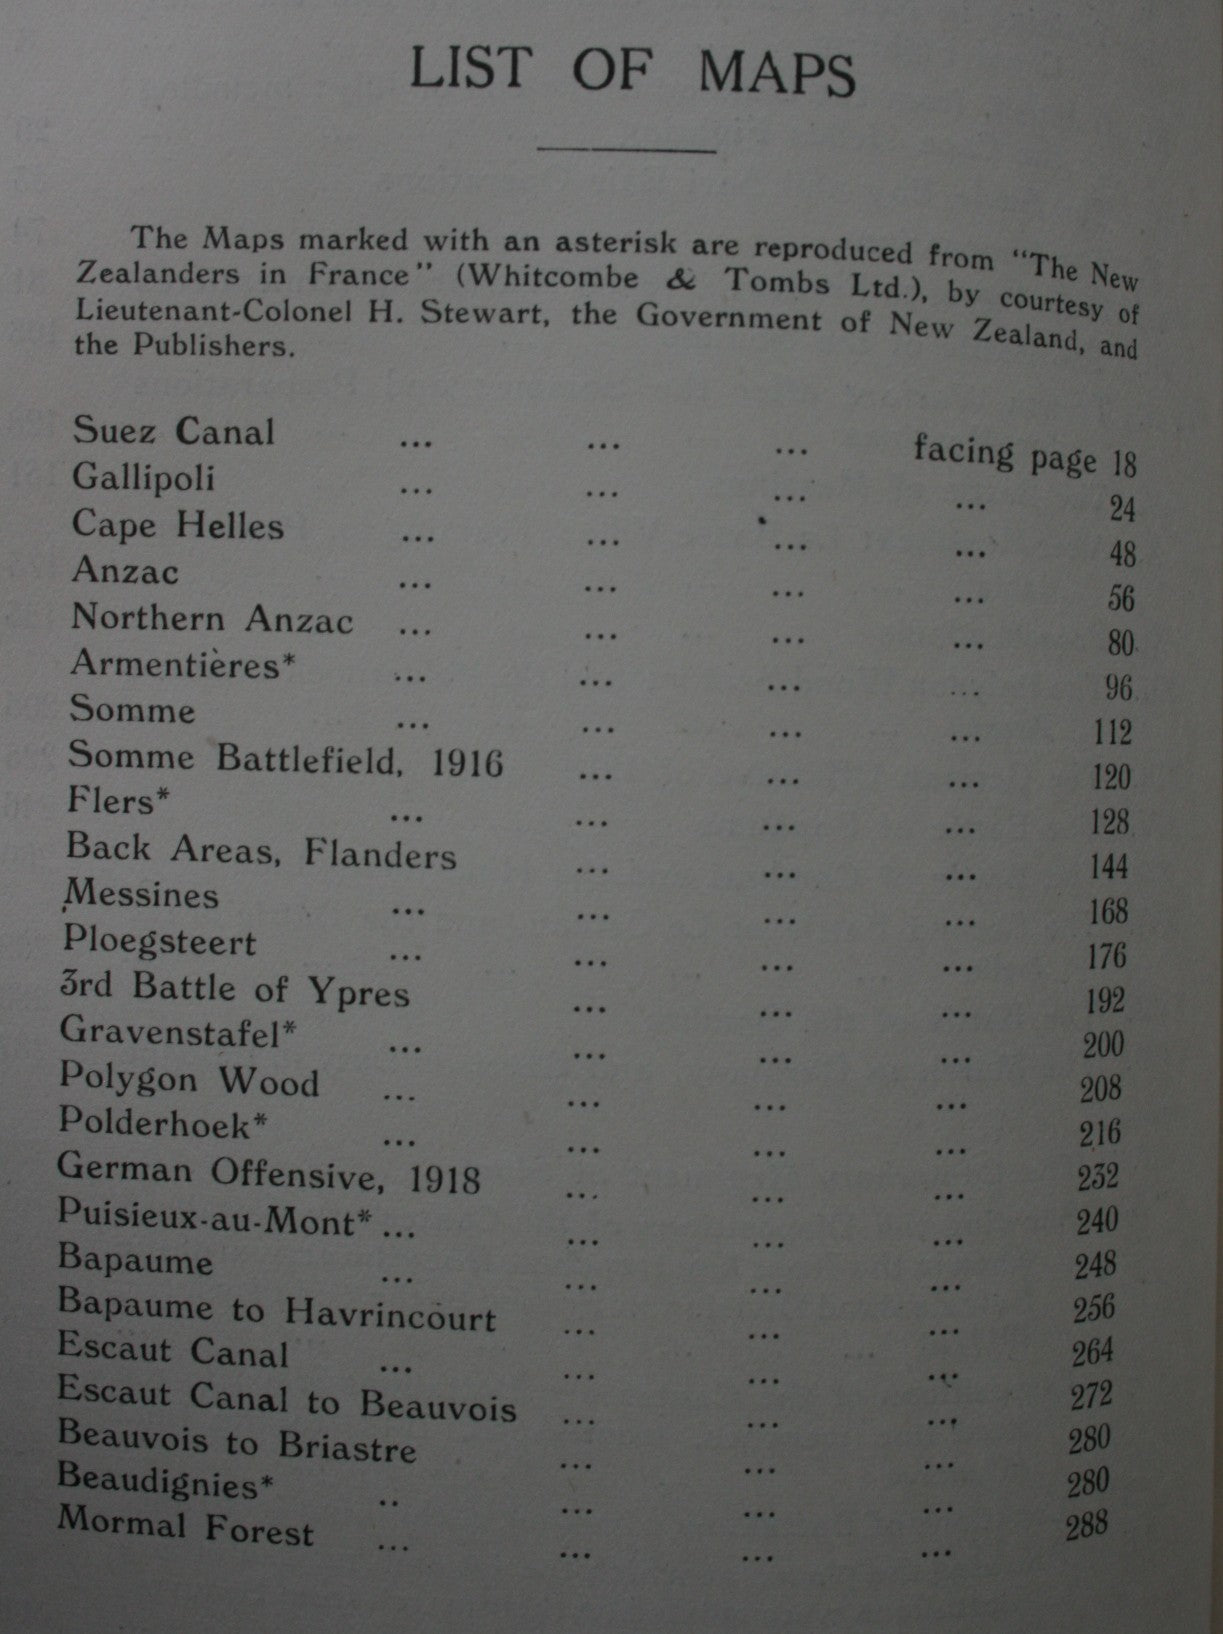 LIST OF MAPS
The Maps marked with an asterisk are reproduced from "The New
Zealanders in France" (Whitcombe & Tombs Ltd.), by courtesy of
Lieutenant-Colonel H. Stewart, the Government of New Zealand, and
the Publishers.
Suez Canal ... ... ... facing page 18
Gallipoli ... ... ... ... 24
Cape Helles ... ... ... ... 48
Anzac ... ... ... ... 56
Northern Anzac ... ... ... ... 80
Armentières* ... ... ... ... 96
Somme ... ... ... ... 112
Somme Battlefield, 1916 ... ... ... 120
Flers* ... ... ... ... 128
Back Areas, Flanders ... ... ... 144
Messines ... ... ... ... 168
Ploegsteert ... ... ... ... 176
3rd Battle of Ypres ... ... ... 192
Gravenstafel* ... ... ... ... 200
Polygon Wood ... ... ... ... 208
Polderhoek* ... ... ... ... 216
German Offensive, 1918 ... ... ... 232
Puisieux-au-Mont* ... ... ... ... 240
Bapaume ... ... ... ... 248
Bapaume to Havrincourt ... ... ... 256
Escaut Canal ... ... ... ... 264
Escaut Canal to Beauvois ... ... ... 272
Beauvois to Briastre ... ... ... 280
Beaudignies* .. ... ... ... 280
Mormal Forest ... ... ... ... 288